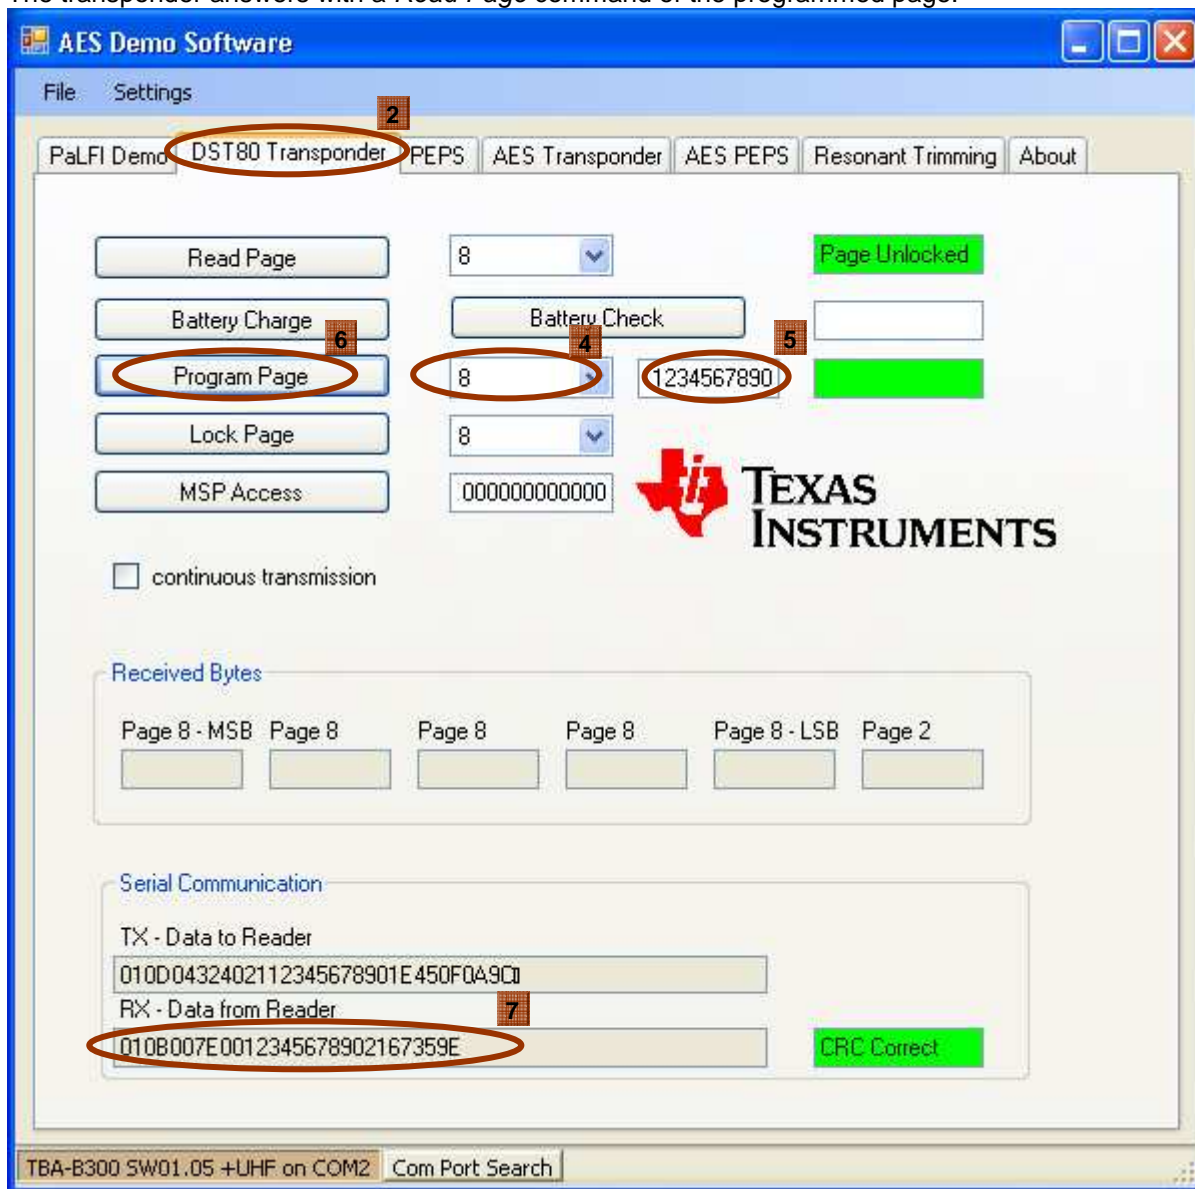 The transponder answers with a Read Page command of the programmed page.
AES Demo Software
File Settings
2
PaLFI Demo DST80 Transponder PEPS AES Transponder AES PEPS Resonant Trimming About
Read Page 8 Page Unlocked
Battery Charge Battery Check
6 4 5
Program Page 8 1234567890
Lock Page 8
MSP Access 000000000000
TEXAS
INSTRUMENTS
continuous transmission
Received Bytes
Page 8 - MSB Page 8 Page 8 Page 8 Page 8 - LSB Page 2
Serial Communication
TX - Data to Reader
010D0432402112345678901E450F0A9C
RX - Data from Reader
7
010B007E0012345678902167359E CRC Correct
TBA-B300 SW01.05 +UHF on COM2 Com Port Search